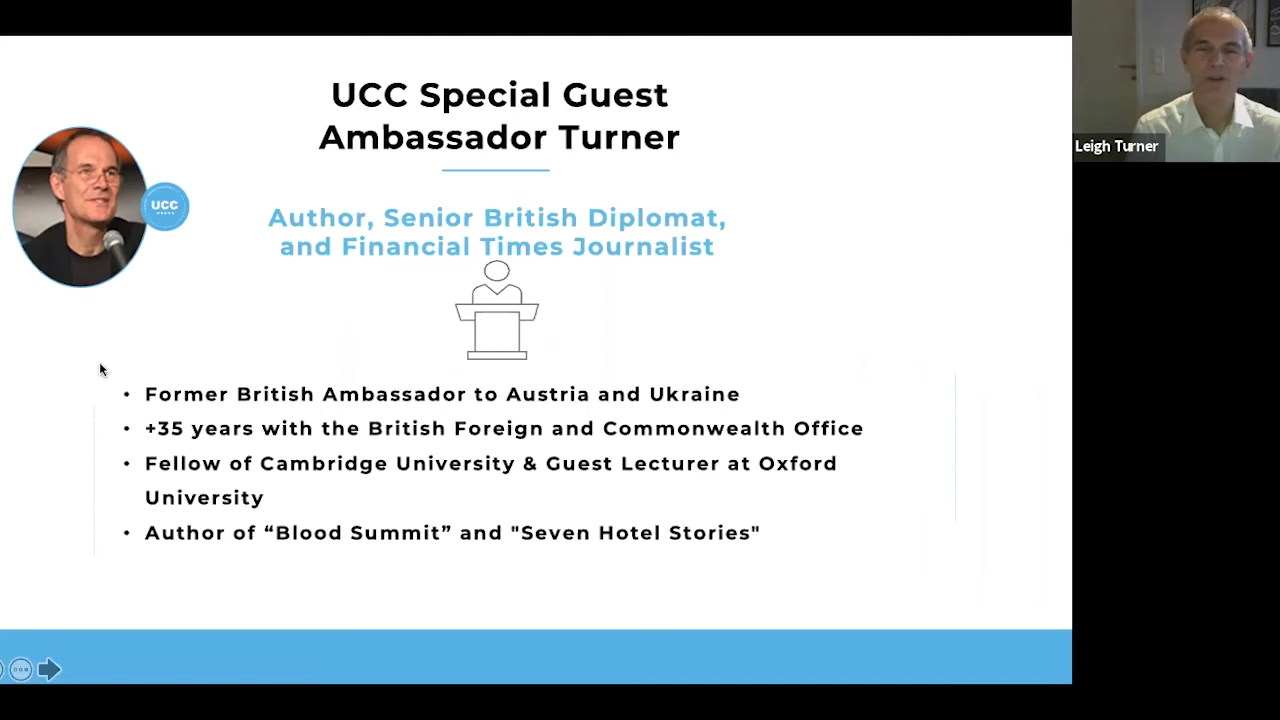 UCC Special Guest
Ambassador Turner
UCC
Author, Senior British Diplomat,
and Financial Times Journalist
• Former British Ambassador to Austria and Ukraine
• +35 years with the British Foreign and Commonwealth Office
• Fellow of Cambridge University & Guest Lecturer at Oxford
University
• Author of “Blood Summit” and "Seven Hotel Stories"
Leigh Turner